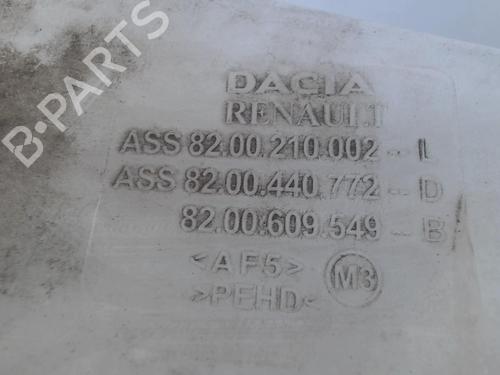 B-PARTS
DACIA
RENAULT
ASS 82.00.210.002 - L
ASS 82.00.440.772 - D
82.00.609.549 - B
<AF5> M3
>PEHD<